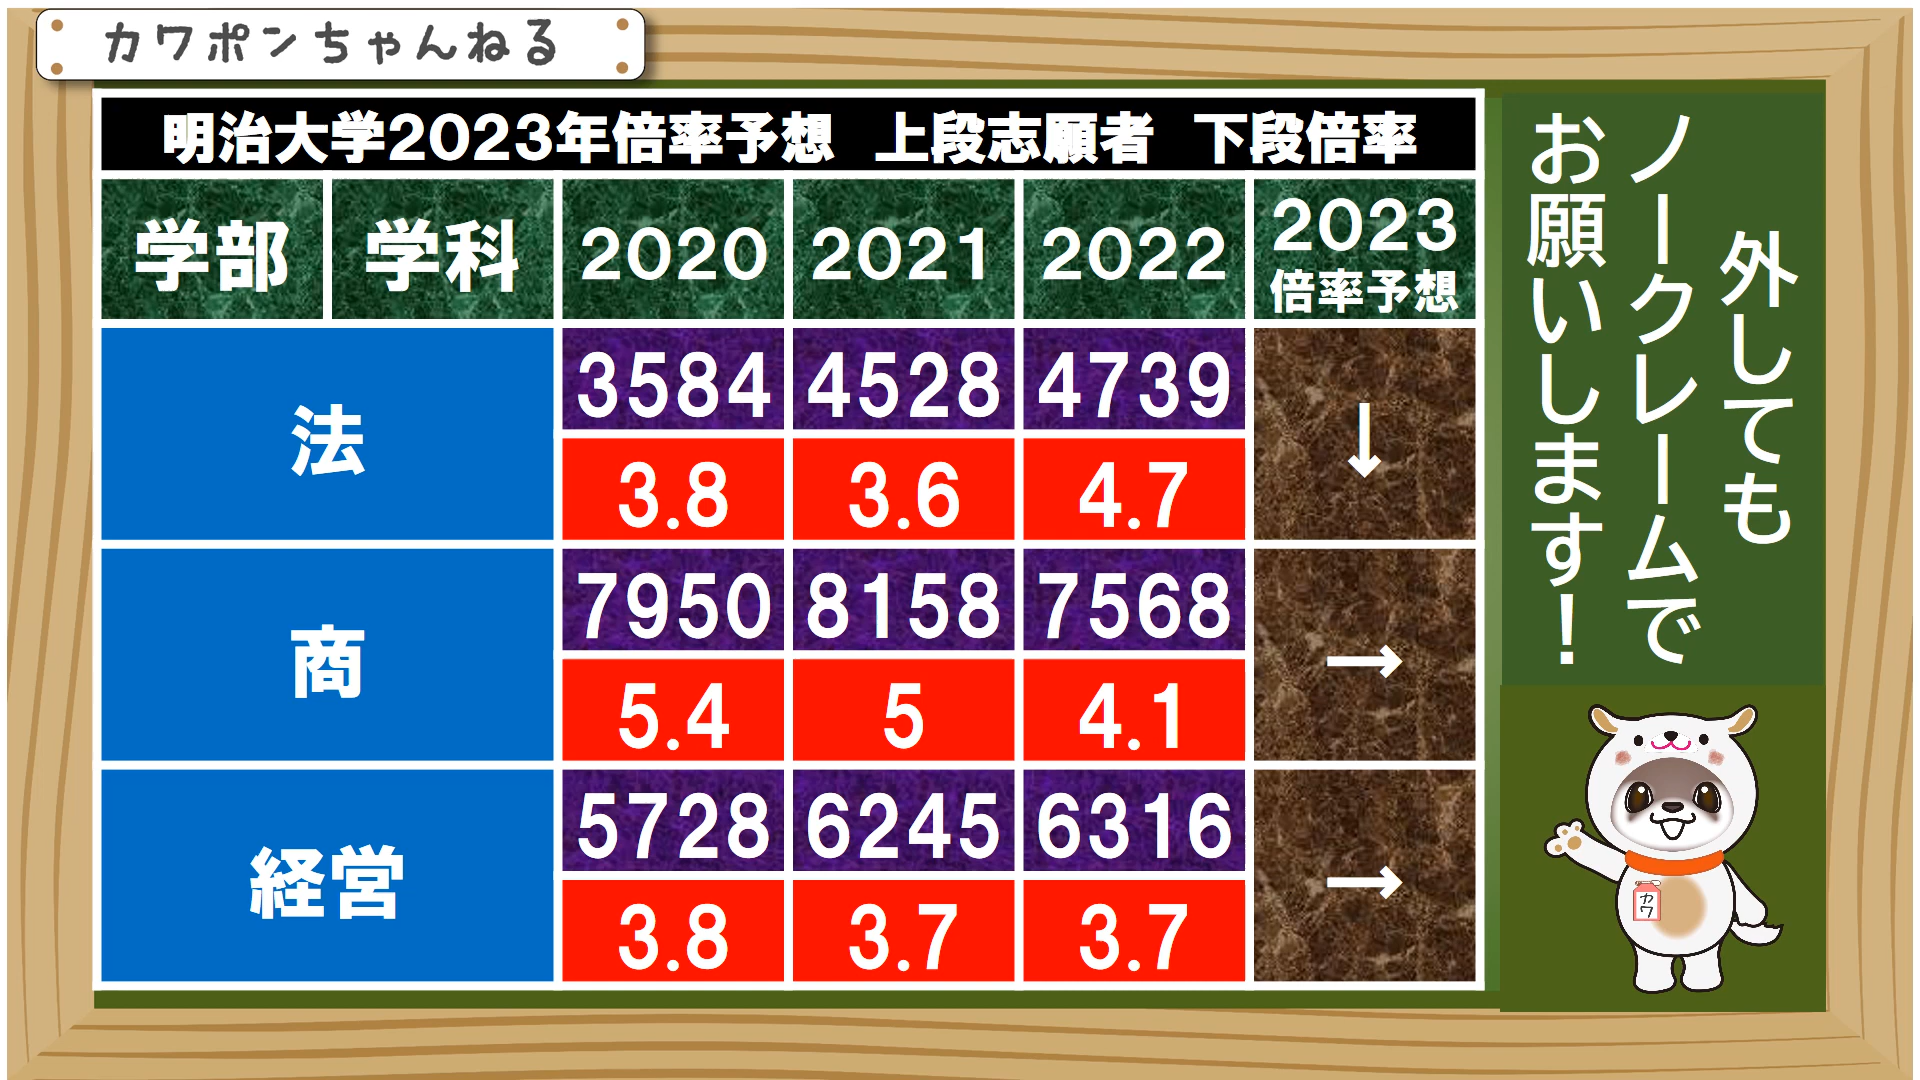 カワポンちゃんねる
明治大学2023年倍率予想　上段志願者　下段倍率
学部 学科 2020 2021 2022 2023
倍率予想
法 3584 4528 4739 ↓
3.8 3.6 4.7
商 7950 8158 7568 →
5.4 5 4.1
経営 5728 6245 6316 →
3.8 3.7 3.7
外しても
ノークレームで
お願いします！
カワ